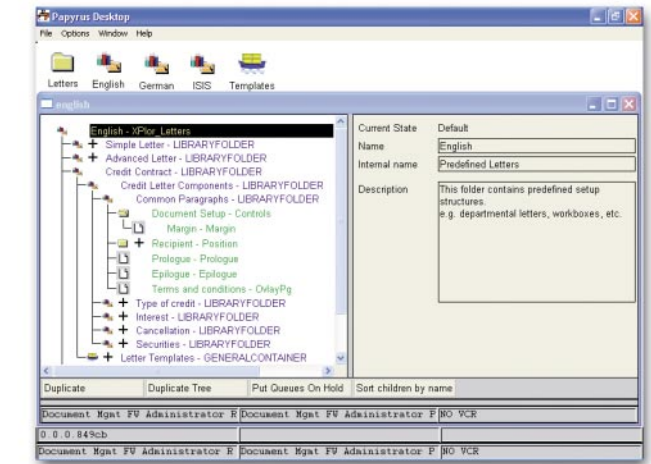 Papyrus Desktop
File Options Window Help
Letters English German ISIS Templates
english
English - XPlor_Letters
Simple Letter - LIBRARYFOLDER
Advanced Letter - LIBRARYFOLDER
Credit Contract - LIBRARYFOLDER
Credit Letter Components - LIBRARYFOLDER
Common Paragraphs - LIBRARYFOLDER
Document Setup - Controls
Margin - Margin
Recipient - Position
Prologue - Prologue
Epilogue - Epilogue
Terms and conditions - OvlayPg
Type of credit - LIBRARYFOLDER
Interest - LIBRARYFOLDER
Cancellation - LIBRARYFOLDER
Securities - LIBRARYFOLDER
Letter Templates - GENERALCONTAINER
Current State Default
Name English
Internal name Predefined Letters
Description This folder contains predefined setup
structures.
e.g. departmental letters, workboxes, etc.
Duplicate Duplicate Tree Put Queues On Hold Sort children by name
Document Mgmt FW Administrator R Document Mgmt FW Administrator P NO VCR
0.0.0.849cb
Document Mgmt FW Administrator R Document Mgmt FW Administrator P NO VCR